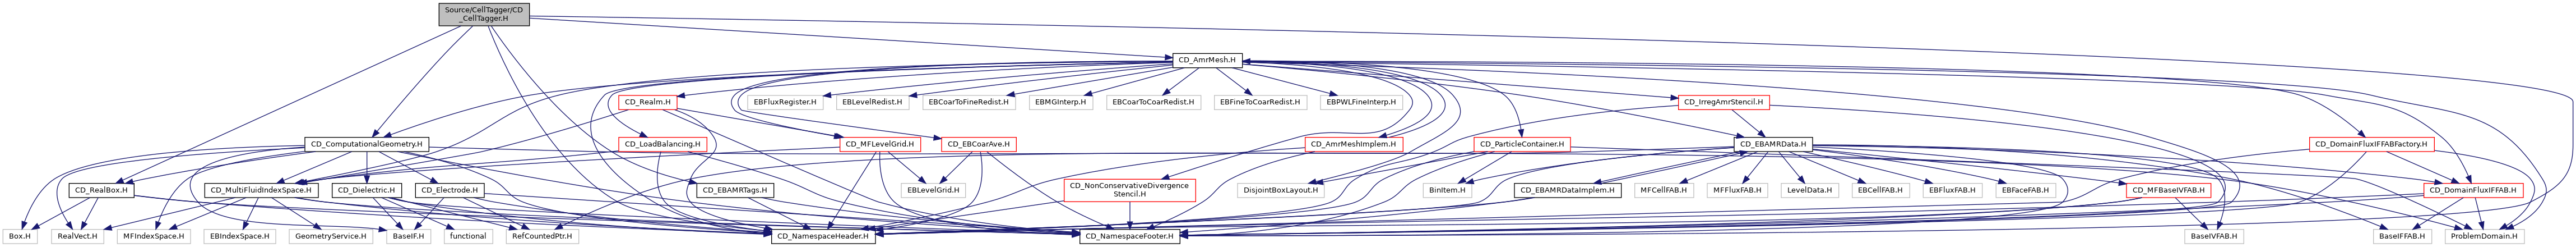 Source/CellTagger/CD
_CellTagger.H
CD_AmrMesh.H
EBFluxRegister.H
EBLevelRedist.H
EBCoarToFineRedist.H
EBMGInterp.H
EBCoarToCoarRedist.H
EBFineToCoarRedist.H
EBPWLFineInterp.H
CD_Realm.H
CD_IrregAmrStencil.H
CD_ComputationalGeometry.H
CD_LoadBalancing.H
CD_MFLevelGrid.H
CD_EBCoarAve.H
CD_AmrMeshImplem.H
CD_ParticleContainer.H
CD_EBAMRData.H
CD_DomainFluxIFFABFactory.H
CD_RealBox.H
CD_MultiFluidIndexSpace.H
CD_Dielectric.H
CD_Electrode.H
CD_EBAMRTags.H
EBLevelGrid.H
CD_NonConservativeDivergence
Stencil.H
DisjointBoxLayout.H
BinItem.H
CD_EBAMRDataImplem.H
MFCellFAB.H
MFFluxFAB.H
LevelData.H
EBCellFAB.H
EBFluxFAB.H
EBFaceFAB.H
CD_MFBaseIVFAB.H
CD_DomainFluxIFFAB.H
Box.H
RealVect.H
MFIndexSpace.H
EBIndexSpace.H
GeometryService.H
BaseIF.H
functional
RefCountedPtr.H
CD_NamespaceHeader.H
CD_NamespaceFooter.H
BaseIVFAB.H
BaseIFFAB.H
ProblemDomain.H